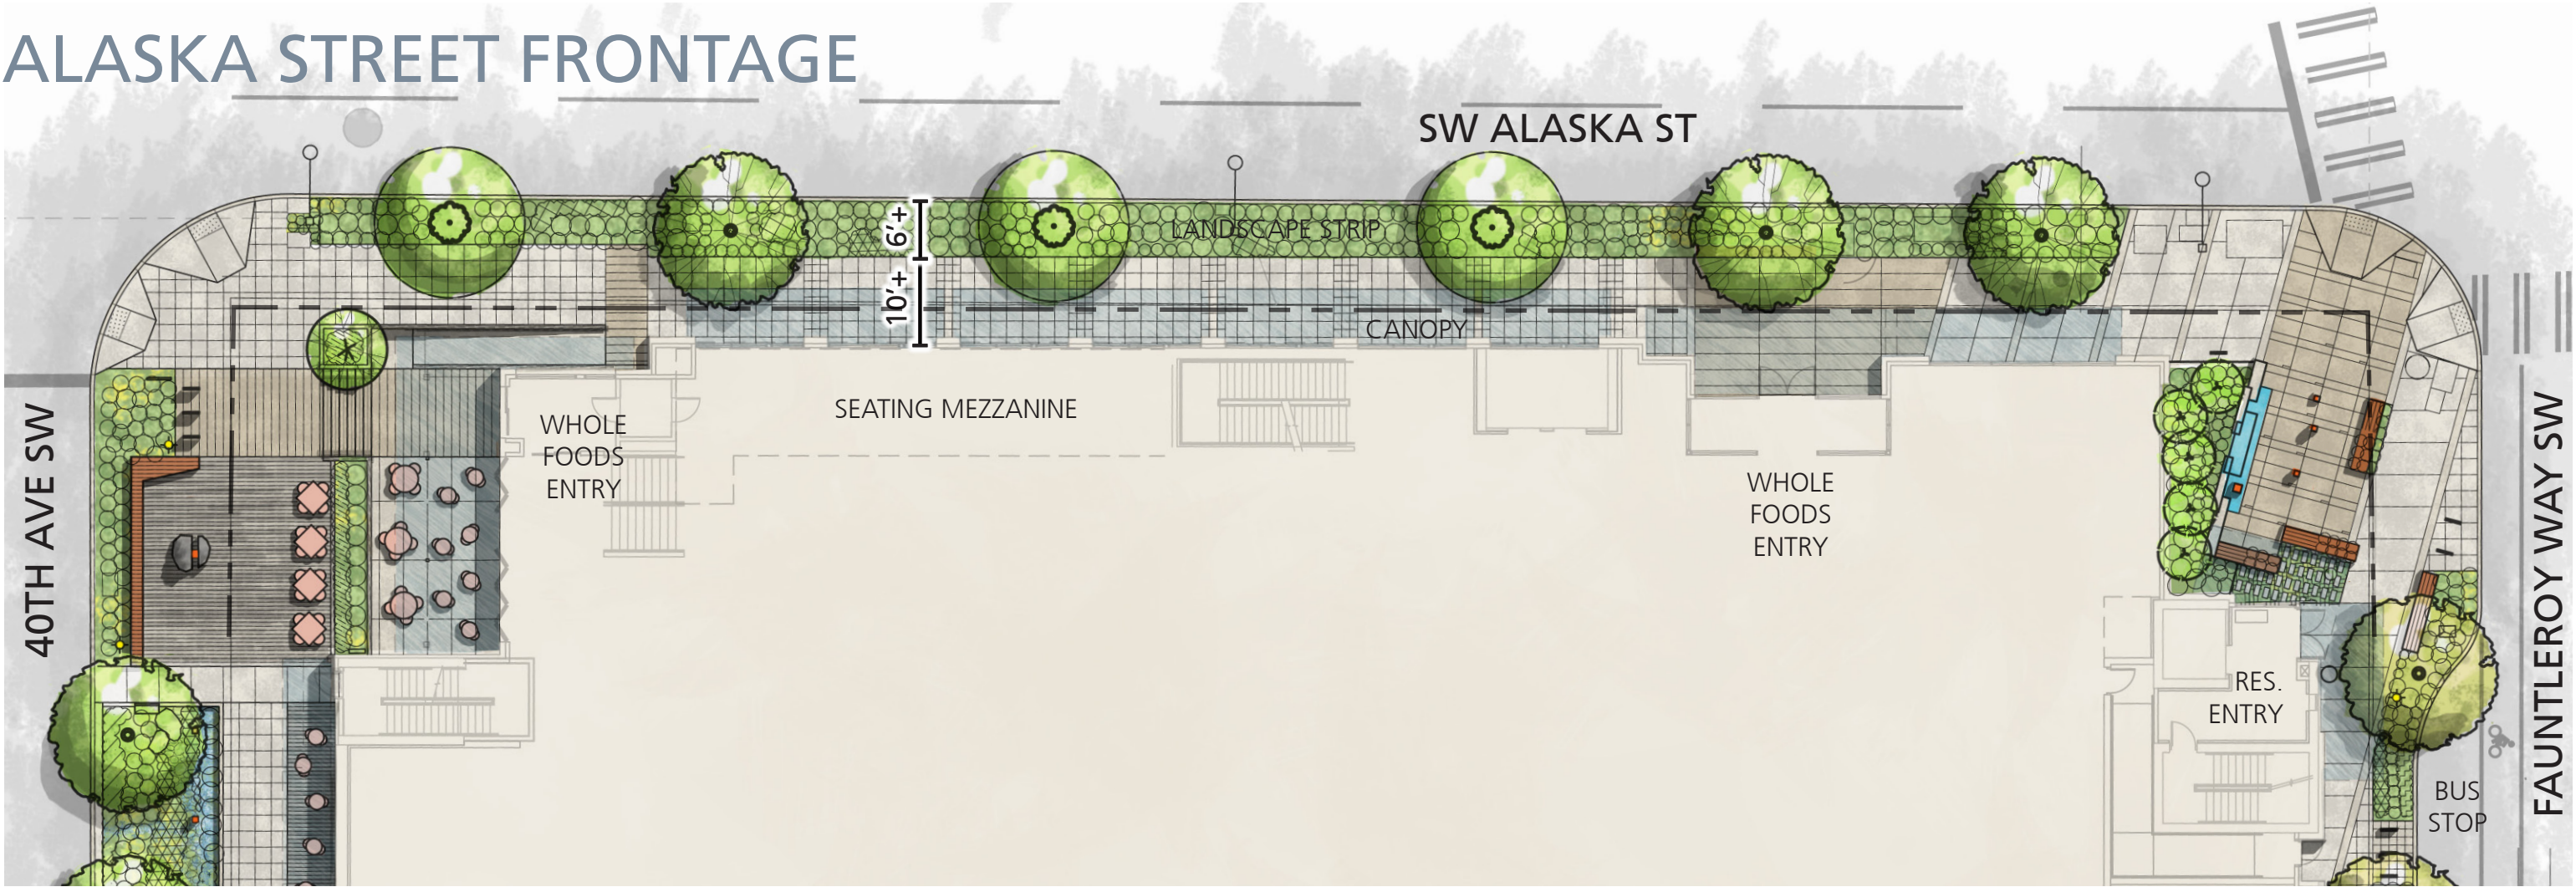 ALASKA STREET FRONTAGE
SW ALASKA ST
6'+
LANDSCAPE STRIP
10'+
CANOPY
40TH AVE SW
WHOLE
FOODS
ENTRY
SEATING MEZZANINE
WHOLE
FOODS
ENTRY
FAUNTLEROY WAY SW
RES.
ENTRY
BUS
STOP